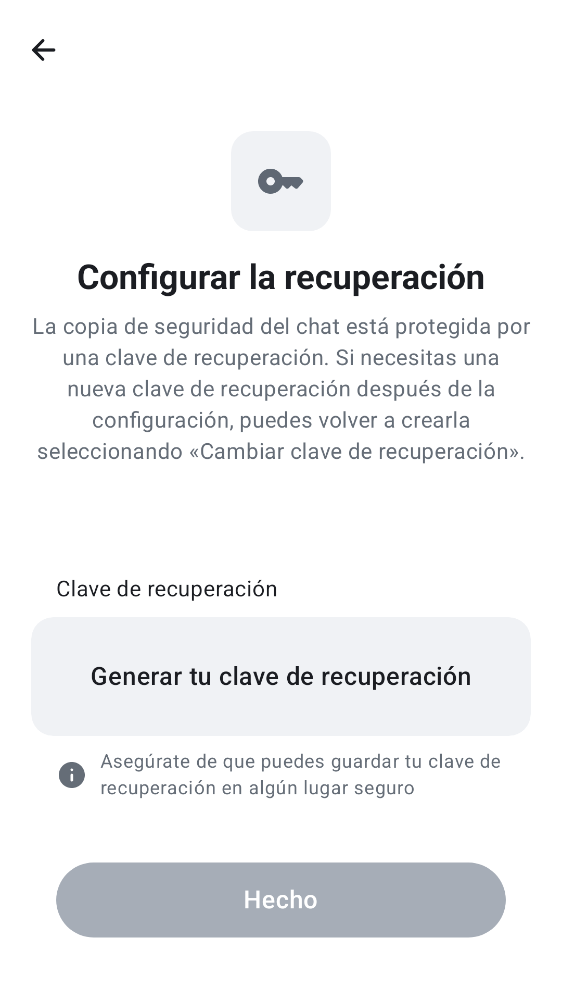 Configurar la recuperación
La copia de seguridad del chat está protegida por
una clave de recuperación. Si necesitas una
nueva clave de recuperación después de la
configuración, puedes volver a crearla
seleccionando «Cambiar clave de recuperación».
Clave de recuperación
Generar tu clave de recuperación
Asegúrate de que puedes guardar tu clave de
recuperación en algún lugar seguro
Hecho